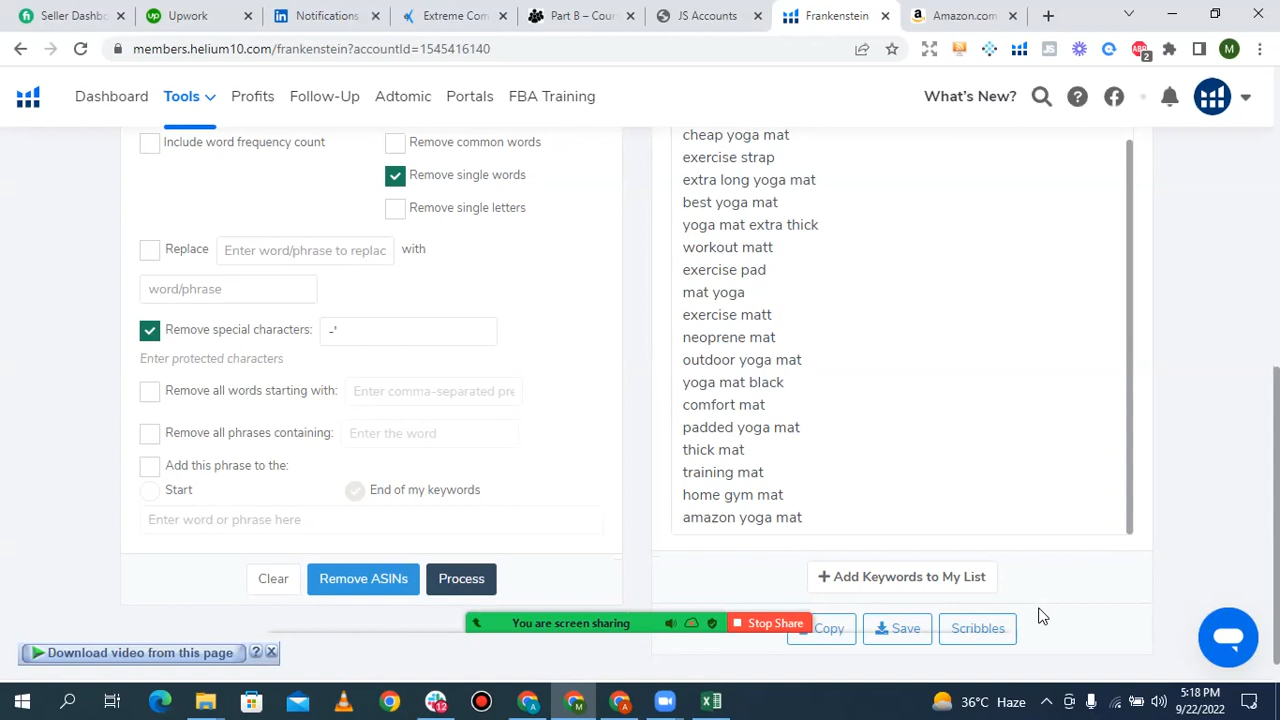 Seller Dashb
Upwork
Notifications
Extreme Com
Part B – Cour
JS Accounts
Frankenstein
Amazon.com
members.helium10.com/frankenstein?accountId=1545416140
2
M
Dashboard
Tools
Profits
Follow-Up
Adtomic
Portals
FBA Training
What's New?
Include word frequency count
Remove common words
Remove single words
Remove single letters
Replace
Enter word/phrase to replac
with
word/phrase
Remove special characters:
-'
Enter protected characters
Remove all words starting with:
Enter comma-separated pre
Remove all phrases containing:
Enter the word
Add this phrase to the:
Start
End of my keywords
Enter word or phrase here
Clear
Remove ASINs
Process
cheap yoga mat
exercise strap
extra long yoga mat
best yoga mat
yoga mat extra thick
workout matt
exercise pad
mat yoga
exercise matt
neoprene mat
outdoor yoga mat
yoga mat black
comfort mat
padded yoga mat
thick mat
training mat
home gym mat
amazon yoga mat
+ Add Keywords to My List
Copy
Save
Scribbles
You are screen sharing
Stop Share
Download video from this page
?
12
36°C Haze
5:18 PM
9/22/2022